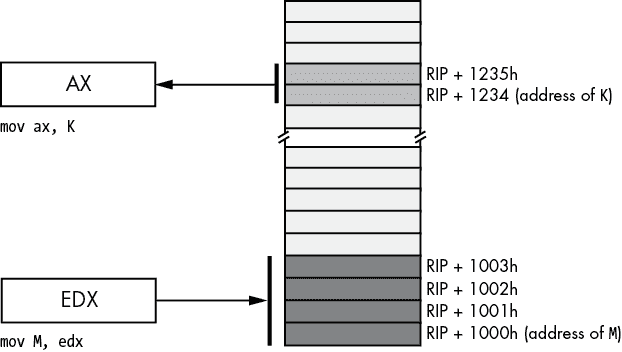 RIP + 1235h
AX
RIP + 1234 (address of K)
mov ax, K
RIP + 1003h
EDX
RIP + 1002h
RIP + 1001h
RIP + 1000h (address of M)
mov M, edx